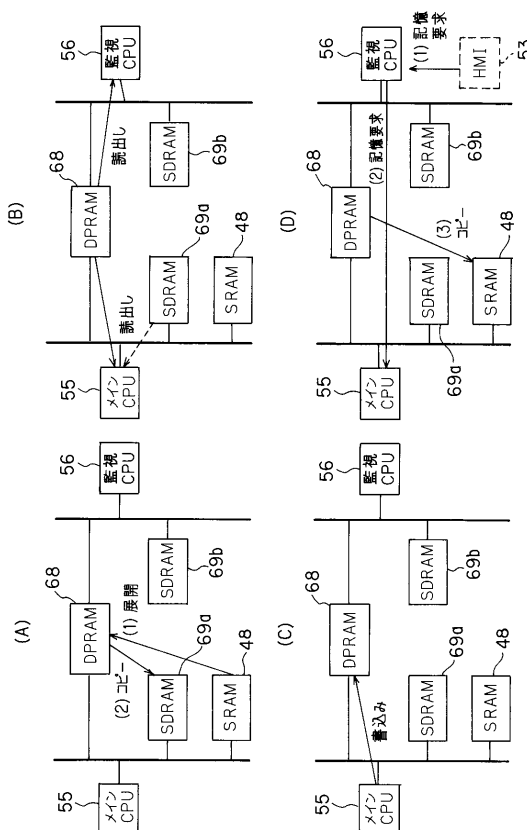 (A)
55
メイン
CPU
68
DPRAM
56
監視
CPU
(1) 展開
(2) コピー
SDRAM
69a
SRAM
48
SDRAM
69b
(B)
55
メイン
CPU
68
DPRAM
56
監視
CPU
読出し
読出し
69a
SDRAM
SRAM
48
SDRAM
69b
(C)
55
メイン
CPU
68
DPRAM
56
監視
CPU
書込み
SDRAM
69a
SRAM
48
SDRAM
69b
(D)
55
メイン
CPU
68
DPRAM
56
監視
CPU
(1) 記憶
要求
HMI
53
(2) 記憶要求
(3)
コピー
SDRAM
69a
SRAM
48
SDRAM
69b